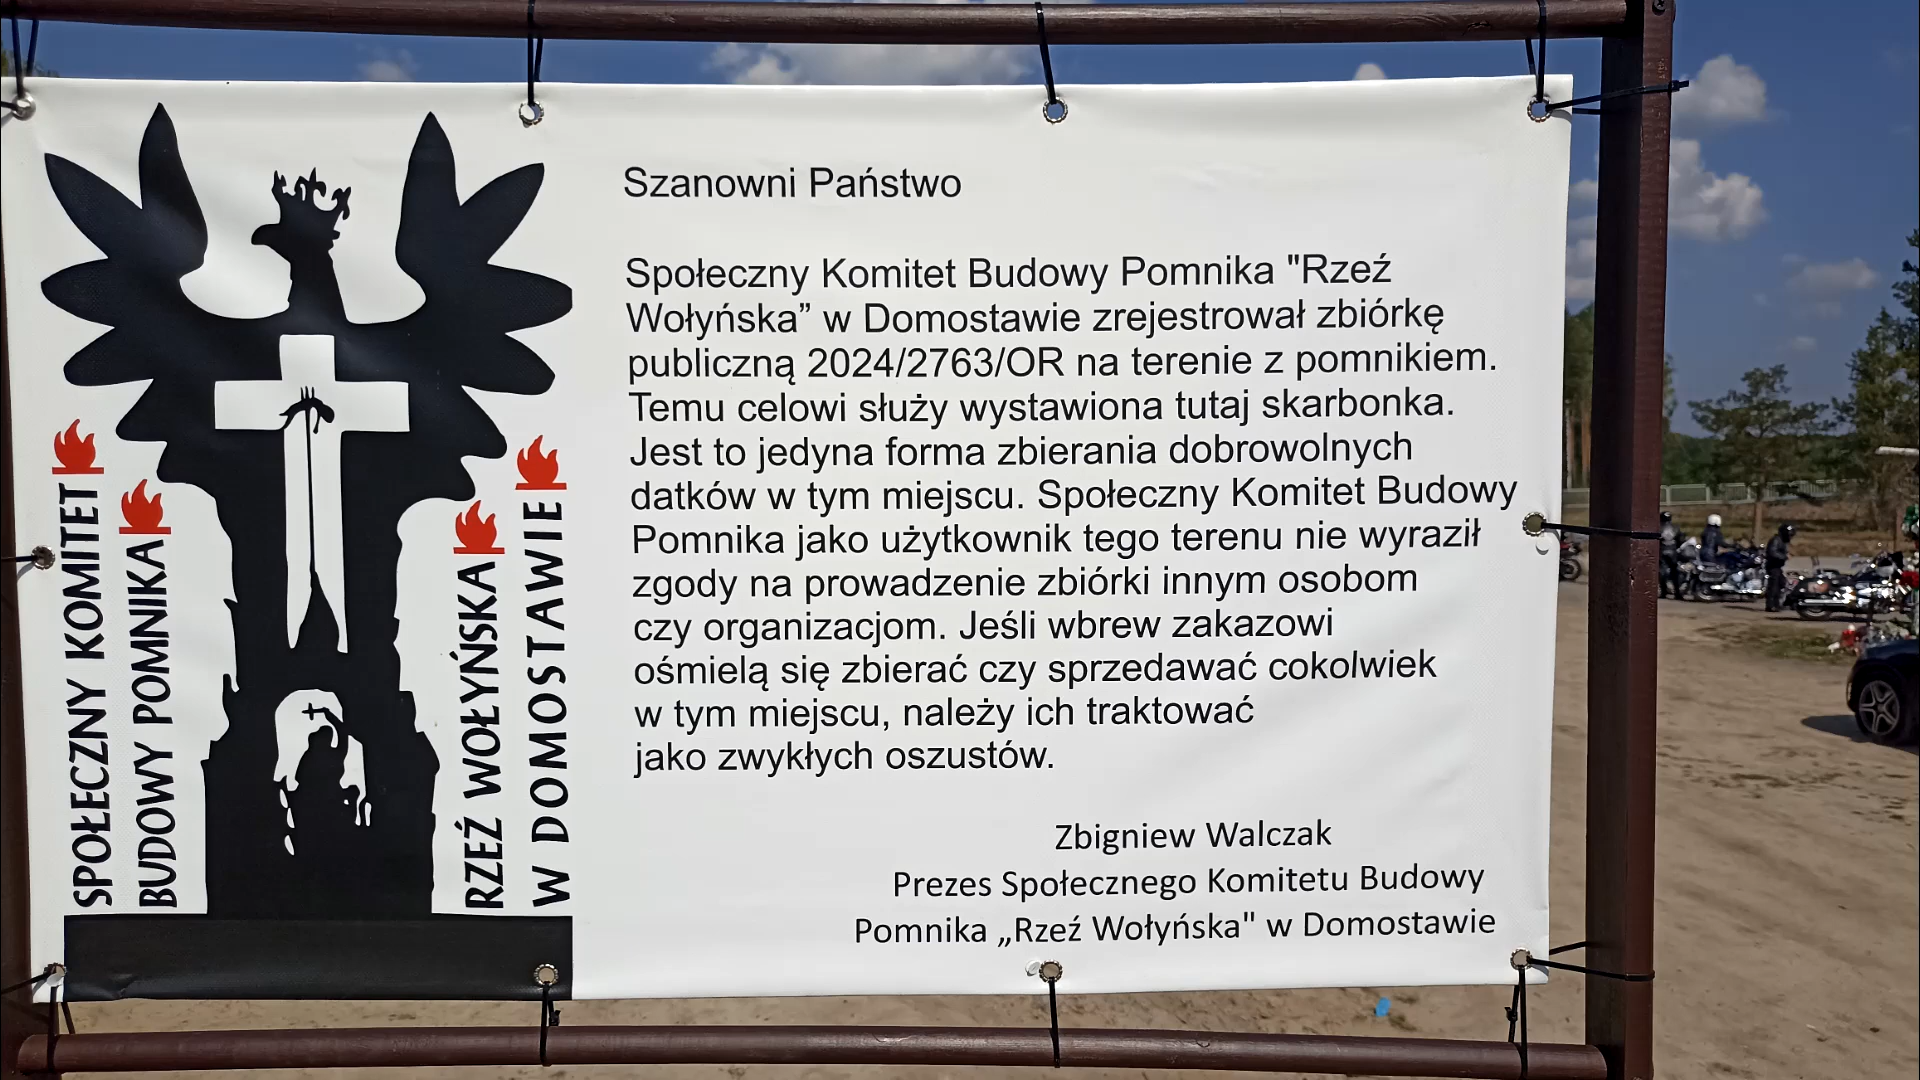 SPOŁECZNY KOMITET
BUDOWY POMNIKA
RZEŹ WOŁYŃSKA
W DOMOSTAWIE
Szanowni Państwo
Społeczny Komitet Budowy Pomnika "Rzeź
Wołyńska” w Domostawie zrejestrował zbiórkę
publiczną 2024/2763/OR na terenie z pomnikiem.
Temu celowi służy wystawiona tutaj skarbonka.
Jest to jedyna forma zbierania dobrowolnych
datków w tym miejscu. Społeczny Komitet Budowy
Pomnika jako użytkownik tego terenu nie wyraził
zgody na prowadzenie zbiórki innym osobom
czy organizacjom. Jeśli wbrew zakazowi
ośmielą się zbierać czy sprzedawać cokolwiek
w tym miejscu, należy ich traktować
jako zwykłych oszustów.
Zbigniew Walczak
Prezes Społecznego Komitetu Budowy
Pomnika „Rzeź Wołyńska" w Domostawie